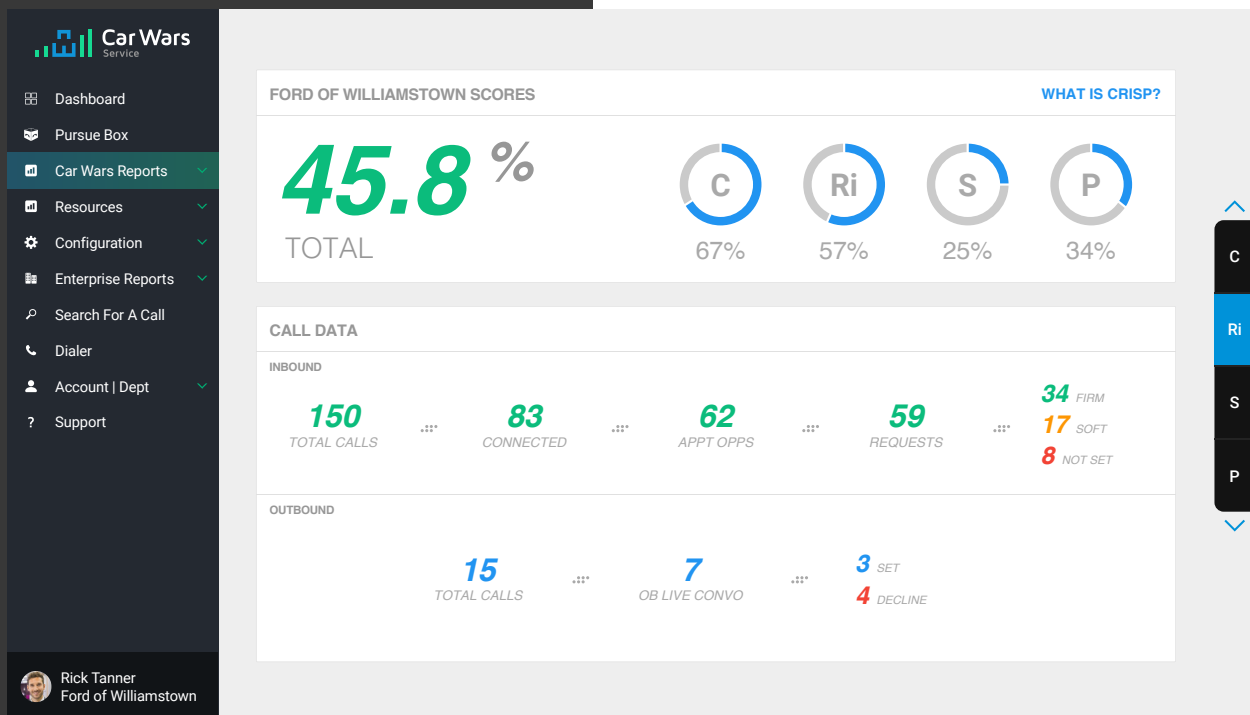 Car Wars
Service
Dashboard
Pursue Box
Car Wars Reports
Resources
Configuration
Enterprise Reports
Search For A Call
Dialer
Account | Dept
? Support
Rick Tanner
Ford of Williamstown
FORD OF WILLIAMSTOWN SCORES
WHAT IS CRISP?
45.8 %
TOTAL
C Ri S P
67% 57% 25% 34%
CALL DATA
INBOUND
150 83 62 59
TOTAL CALLS CONNECTED APPT OPPS REQUESTS
34 FIRM
17 SOFT
8 NOT SET
OUTBOUND
15 7
TOTAL CALLS OB LIVE CONVO
3 SET
4 DECLINE
C
Ri
S
P